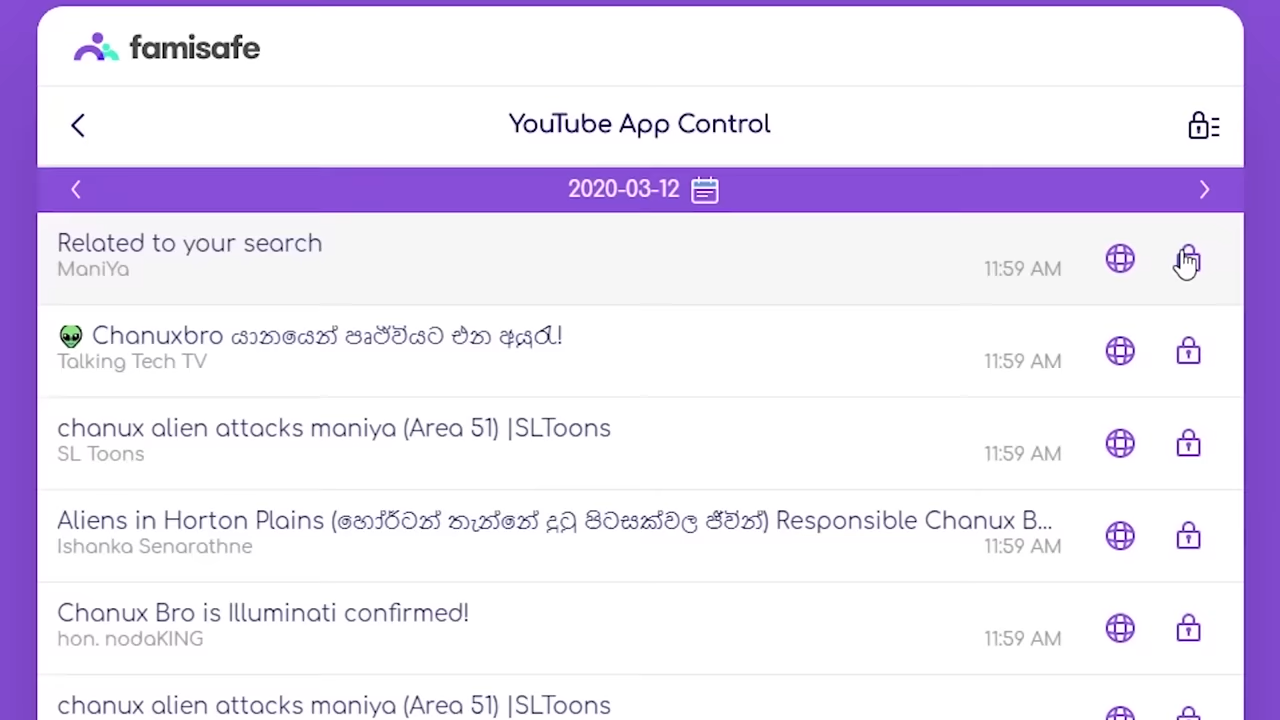 famisafe
YouTube App Control
2020-03-12
Related to your search
ManiYa
11:59 AM
👽 Chanuxbro යානයෙන් පෘථිවියට එන අයුරු!
Talking Tech TV
11:59 AM
chanux alien attacks maniya (Area 51) |SLToons
SL Toons
11:59 AM
Aliens in Horton Plains (හෝර්ටන් තැන්නේ දුටු පිටසක්වල ජීවීන්) Responsible Chanux B...
Ishanka Senarathne
11:59 AM
Chanux Bro is Illuminati confirmed!
hon. nodaKING
11:59 AM
chanux alien attacks maniya (Area 51) |SLToons